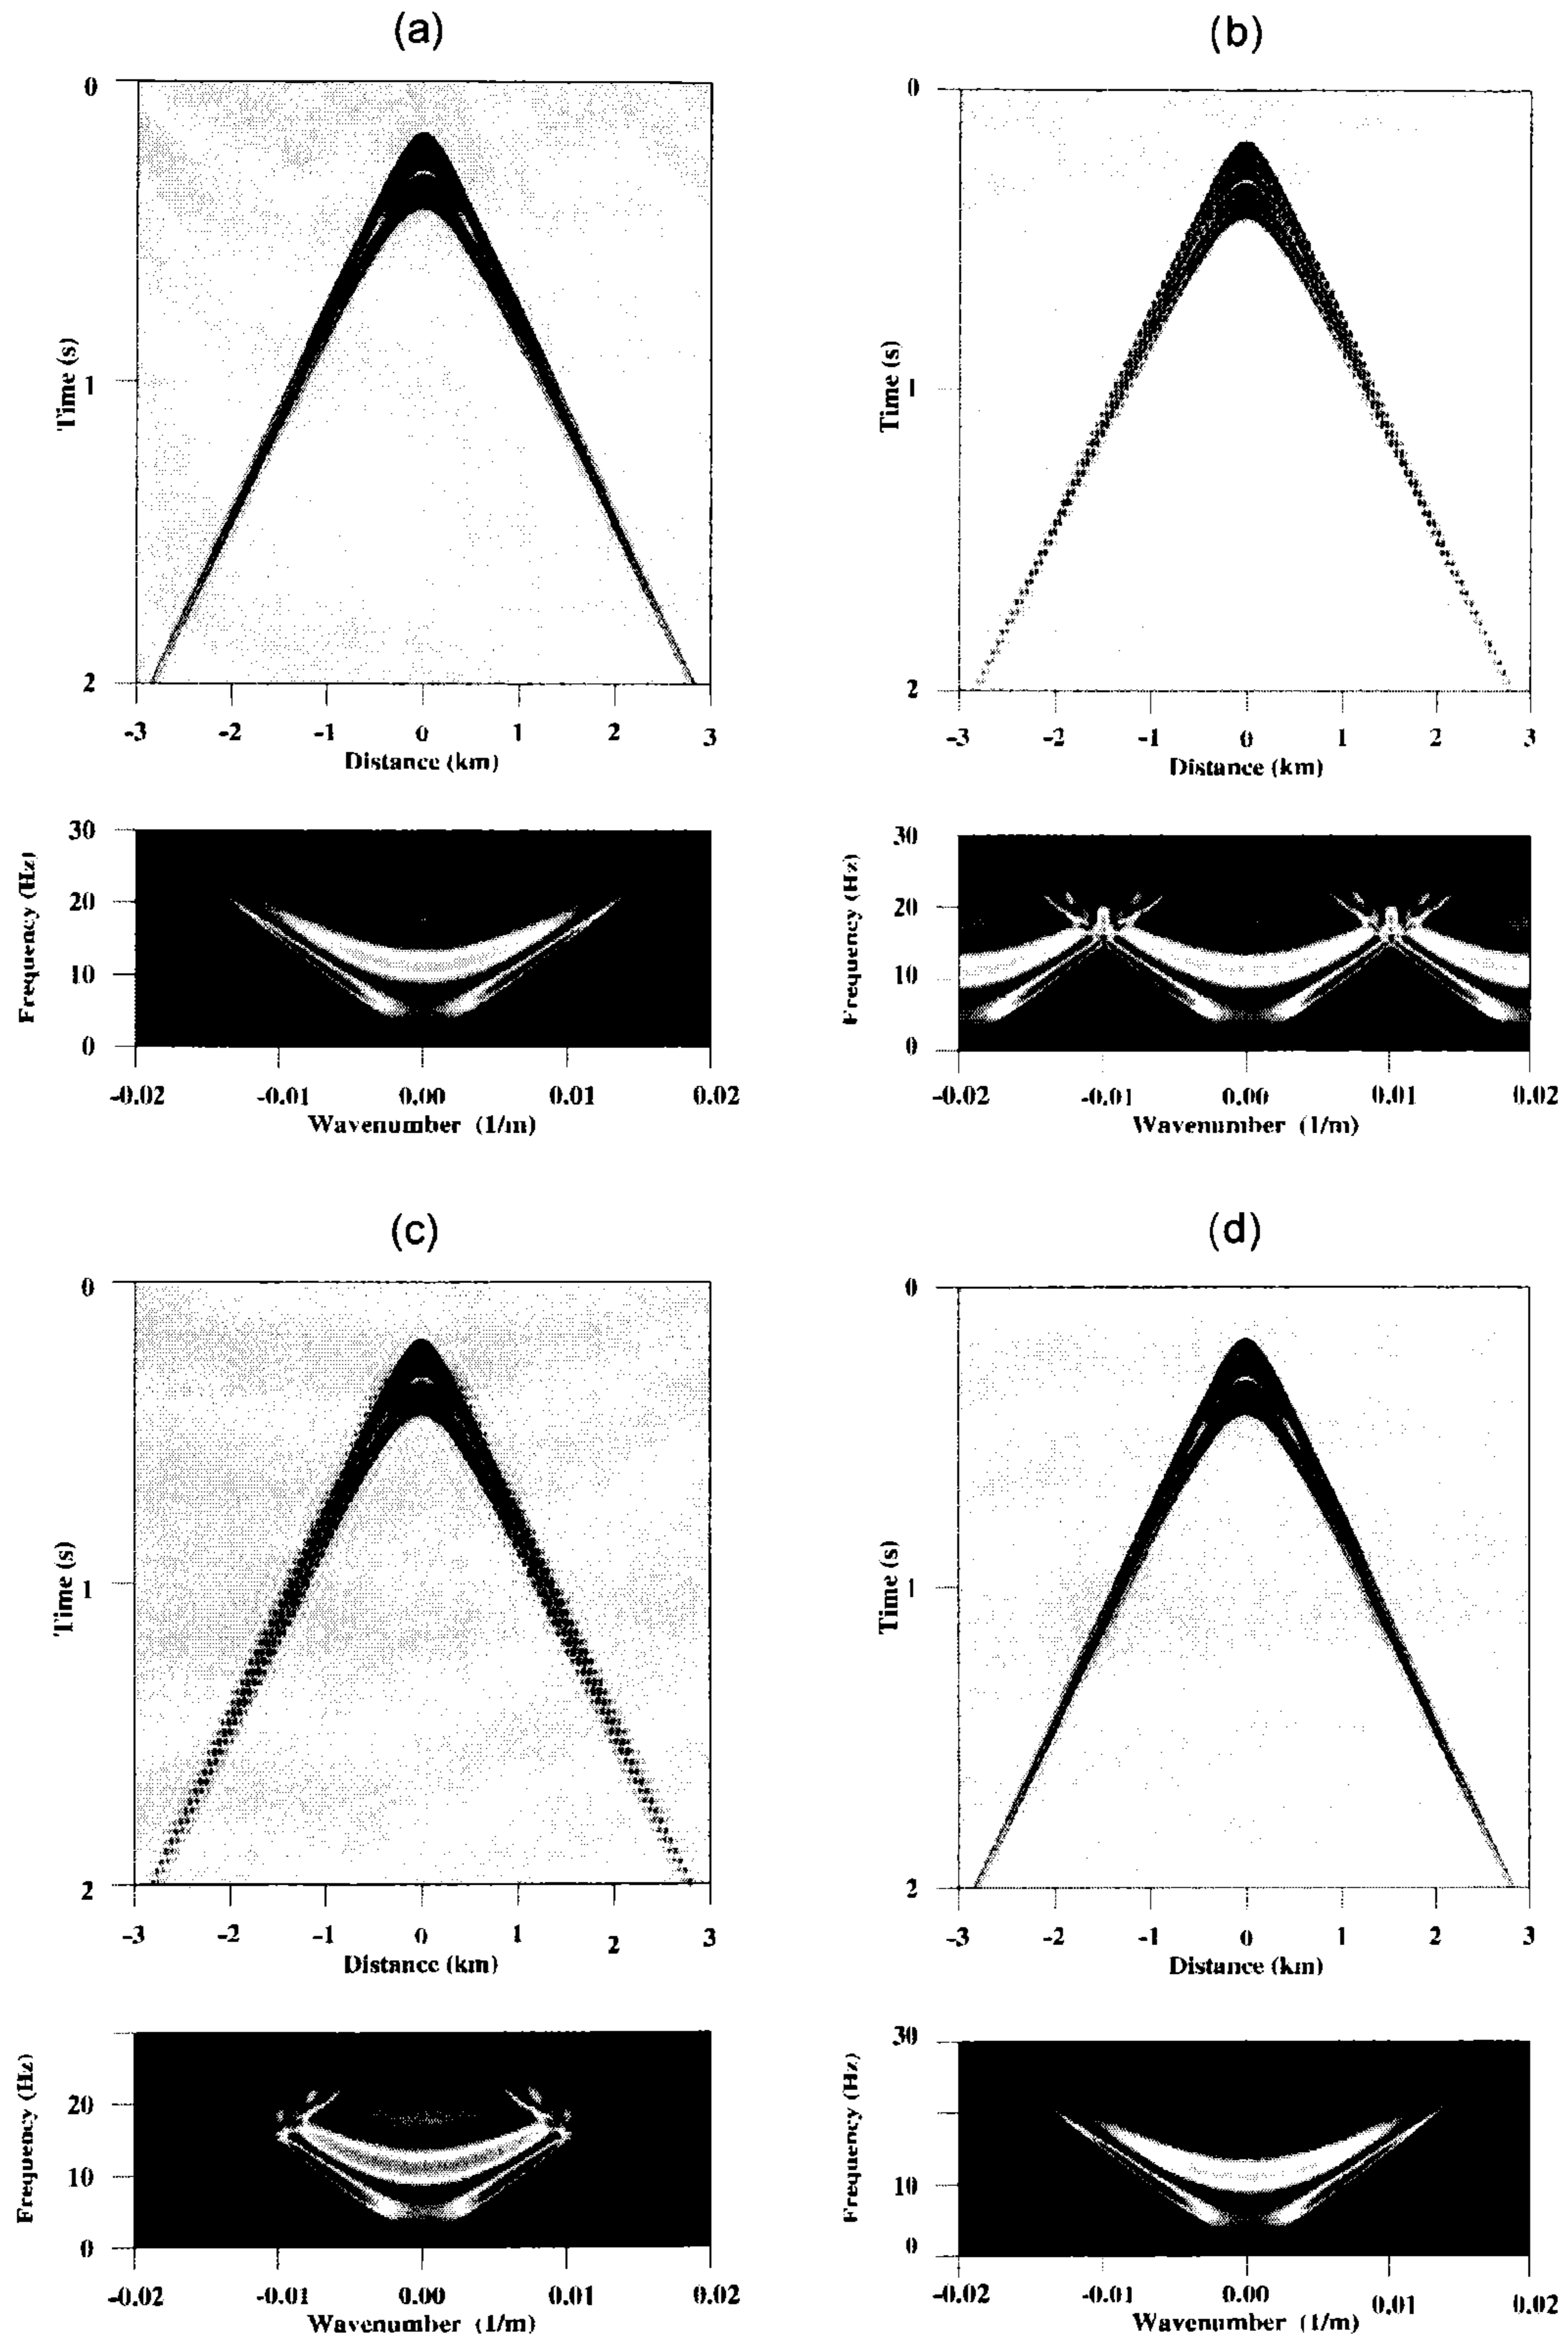 (a)
(b)
0
1
2
Time (s)
-3 -2 -1 0 1 2 3
Distance (km)
0
1
2
Time (s)
-3 -2 -1 0 1 2 3
Distance (km)
30
20
10
0
Frequency (Hz)
-0.02 -0.01 0.00 0.01 0.02
Wavenumber (1/m)
30
20
10
0
Frequency (Hz)
-0.02 -0.01 0.00 0.01 0.02
Wavenumber (1/m)
(c)
(d)
0
1
2
Time (s)
-3 -2 -1 0 1 2 3
Distance (km)
0
1
2
Time (s)
-3 -2 -1 0 1 2 3
Distance (km)
20
10
0
Frequency (Hz)
-0.02 -0.01 0.00 0.01 0.02
Wavenumber (1/m)
30
10
0
Frequency (Hz)
-0.02 -0.01 0.00 0.01 0.02
Wavenumber (1/m)